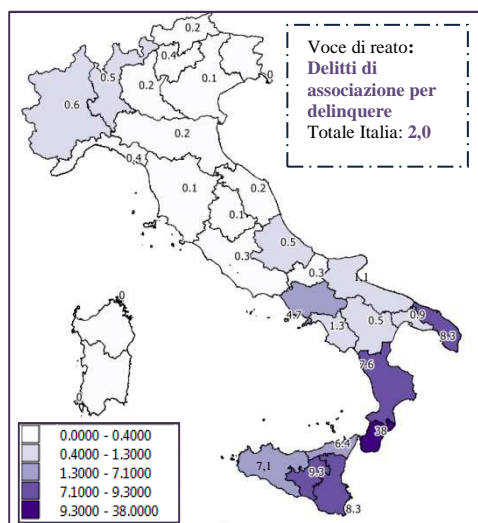 Voce di reato:
Delitti di
associazione per
delinquere
Totale Italia: 2,0
0.2
0.4
0.5
0.2
0.1
0
0.6
0.2
0.4
0.1
0.2
0.1
0.5
0.3
0.3
1.1
4.7
1.3
0.5
0.9
8.3
0
0
7.6
38
6.4
7.1
9.3
8.3
0.0000 - 0.4000
0.4000 - 1.3000
1.3000 - 7.1000
7.1000 - 9.3000
9.3000 - 38.0000